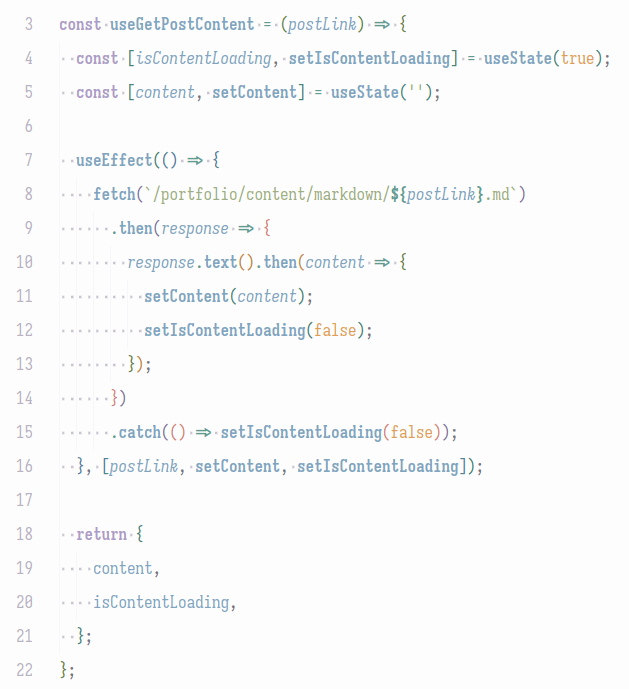 3 const useGetPostContent = (postLink) => {
4   const [isContentLoading, setIsContentLoading] = useState(true);
5   const [content, setContent] = useState('');
6
7   useEffect(() => {
8     fetch(`/portfolio/content/markdown/${postLink}.md`)
9       .then(response => {
10         response.text().then(content => {
11           setContent(content);
12           setIsContentLoading(false);
13         });
14       })
15       .catch(() => setIsContentLoading(false));
16   }, [postLink, setContent, setIsContentLoading]);
17
18   return {
19     content,
20     isContentLoading,
21   };
22 };